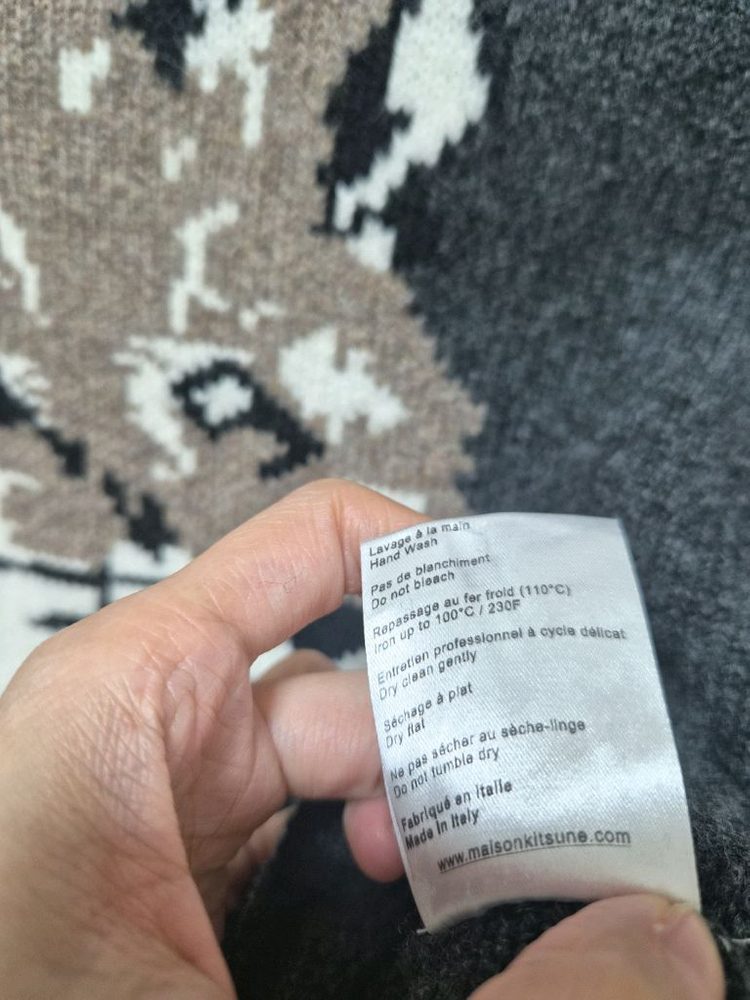 Lavage à la main
Hand Wash
Pas de blanchiment
Do not bleach
Repassage au fer froid (110°C)
Iron up to 100°C / 230F
Entretien professionnel à cycle délicat
Dry clean gently
Séchage à plat
Dry flat
Ne pas sécher au sèche-linge
Do not tumble dry
Fabriqué en Italie
Made in Italy
www.maisonkitsune.com